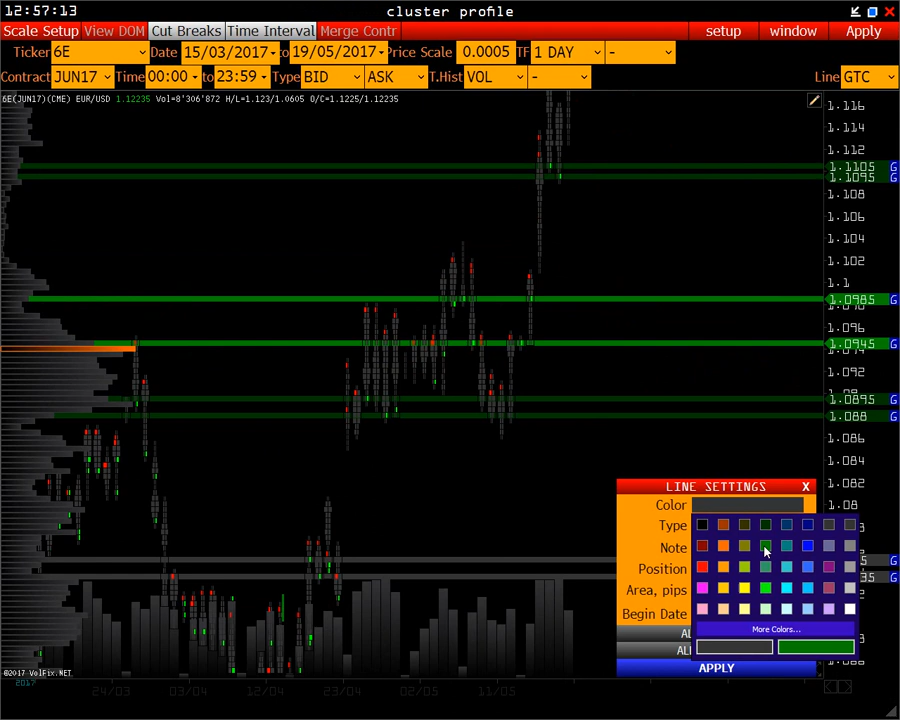 12:57:13 cluster profile
Scale Setup View DOM Cut Breaks Time Interval Merge Contr setup window Apply
Ticker 6E Date 15/03/2017 to 19/05/2017 Price Scale 0.0005 TF 1 DAY -
Contract JUN17 Time 00:00 to 23:59 Type BID ASK T.Hist VOL - Line GTC
6E(JUN17)(CME) EUR/USD 1.12235 Vol=8'306'872 H/L=1.123/1.0605 O/C=1.1225/1.12235
1.116
1.114
1.112
1.1105 G
1.1095 G
1.108
1.106
1.104
1.102
1.1
1.0985 G
1.096
1.0945 G
1.092
1.0895 G
1.088 G
1.086
1.084
1.082
1.08
LINE SETTINGS X
Color
Type
Note
Position
Area, pips
Begin Date
More Colors...
AL
ALL
APPLY
G
35 G
©2017 VolFix.NET
2017
24/03 03/04 12/04 23/04 02/05 11/05